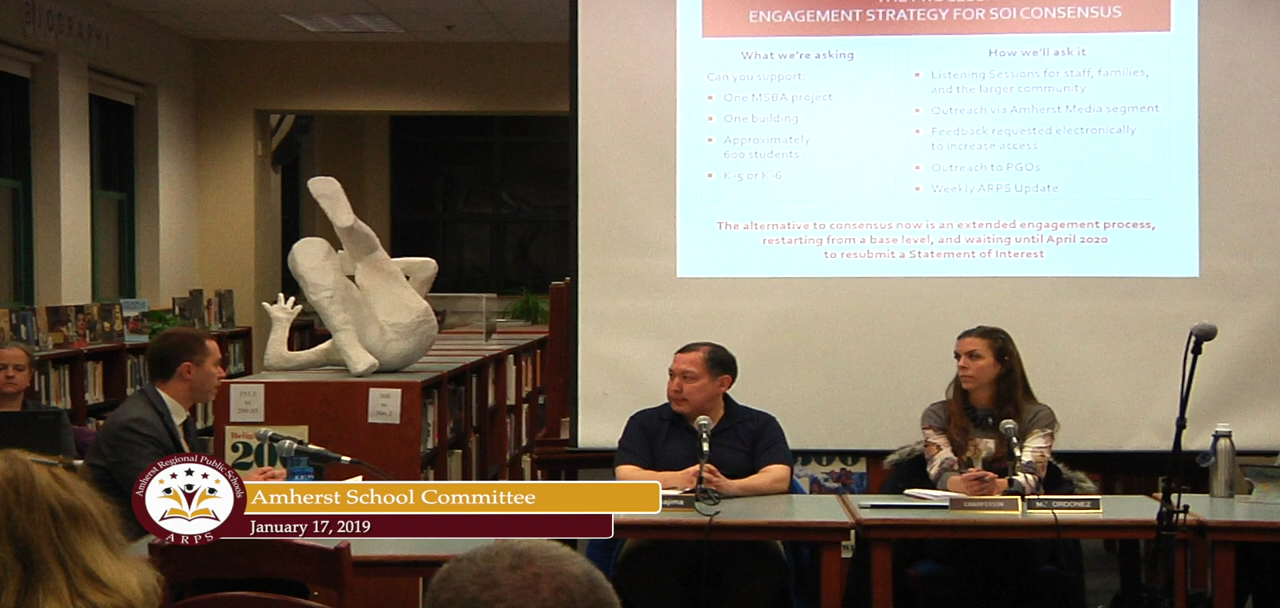 BIOGRAPHY
ENGAGEMENT STRATEGY FOR SOI CONSENSUS
What we're asking
Can you support:
One MSBA project
One building
Approximately
600 students
K-5 or K-6
How we'll ask it
Listening Sessions for staff, families,
and the larger community
Outreach via Amherst Media segment
Feedback requested electronically
to increase access
Outreach to PGOs
Weekly ARPS Update
The alternative to consensus now is an extended engagement process,
restarting from a base level, and waiting until April 2020
to resubmit a Statement of Interest
to
200
to
CHAIRPERSON
ORDONEZ
Amherst Regional Public Schools
ARPS
Amherst School Committee
January 17, 2019